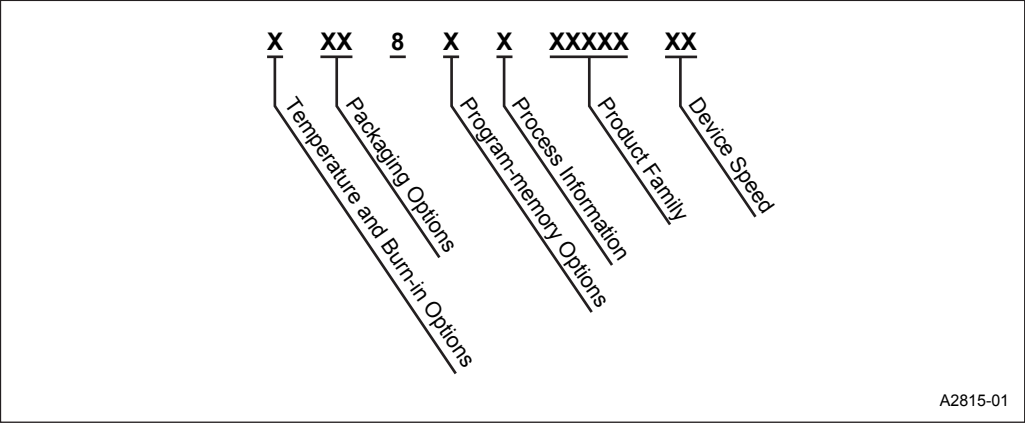 X XX 8 X X XXXXX XX
Temperature and Burn-in Options
Packaging Options
Program-memory Options
Process Information
Product Family
Device Speed
A2815-01